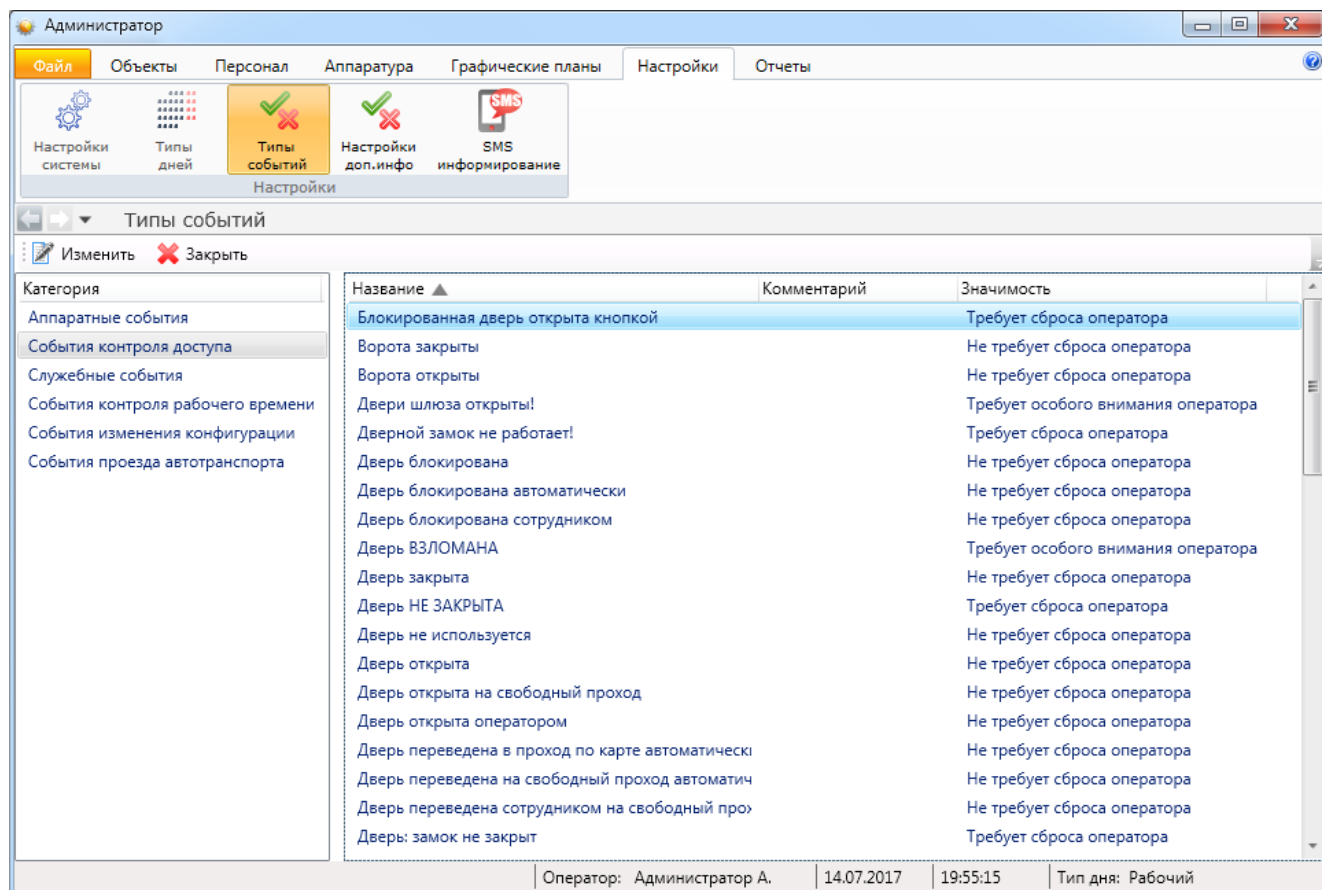 Администратор
Файл Объекты Персонал Аппаратура Графические планы Настройки Отчеты
Настройки системы
Типы дней
Типы событий
Настройки доп.инфо
SMS
SMS информирование
Настройки
Типы событий
Изменить Закрыть
Категория
Аппаратные события
События контроля доступа
Служебные события
События контроля рабочего времени
События изменения конфигурации
События проезда автотранспорта
Название Комментарий Значимость
Блокированная дверь открыта кнопкой Требует сброса оператора
Ворота закрыты Не требует сброса оператора
Ворота открыты Не требует сброса оператора
Двери шлюза открыты! Требует особого внимания оператора
Дверной замок не работает! Требует сброса оператора
Дверь блокирована Не требует сброса оператора
Дверь блокирована автоматически Не требует сброса оператора
Дверь блокирована сотрудником Не требует сброса оператора
Дверь ВЗЛОМАНА Требует особого внимания оператора
Дверь закрыта Не требует сброса оператора
Дверь НЕ ЗАКРЫТА Требует сброса оператора
Дверь не используется Не требует сброса оператора
Дверь открыта Не требует сброса оператора
Дверь открыта на свободный проход Не требует сброса оператора
Дверь открыта оператором Не требует сброса оператора
Дверь переведена в проход по карте автоматическ Не требует сброса оператора
Дверь переведена на свободный проход автоматич Не требует сброса оператора
Дверь переведена сотрудником на свободный про Не требует сброса оператора
Дверь: замок не закрыт Требует сброса оператора
Оператор: Администратор А. 14.07.2017 19:55:15 Тип дня: Рабочий